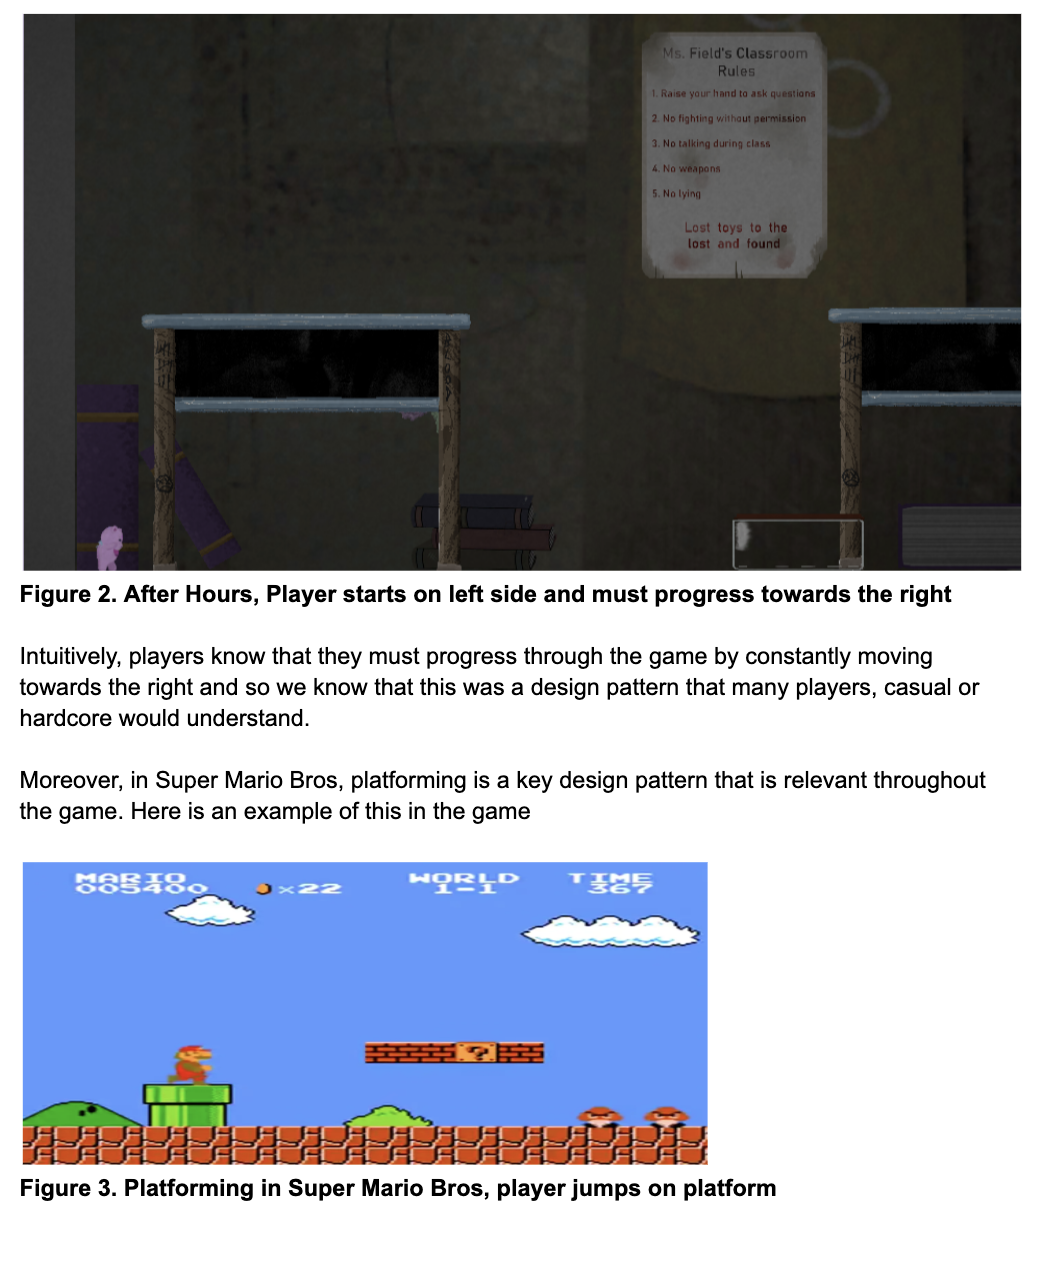 Ms. Field's Classroom
Rules
1. Raise your hand to ask questions
2. No fighting without permission
3. No talking during class
4. No weapons
5. No lying
Lost toys to the
lost and found
Figure 2. After Hours, Player starts on left side and must progress towards the right
Intuitively, players know that they must progress through the game by constantly moving
towards the right and so we know that this was a design pattern that many players, casual or
hardcore would understand.
Moreover, in Super Mario Bros, platforming is a key design pattern that is relevant throughout
the game. Here is an example of this in the game
MARIO WORLD TIME
005400 ×22 1-1 367
?
Figure 3. Platforming in Super Mario Bros, player jumps on platform